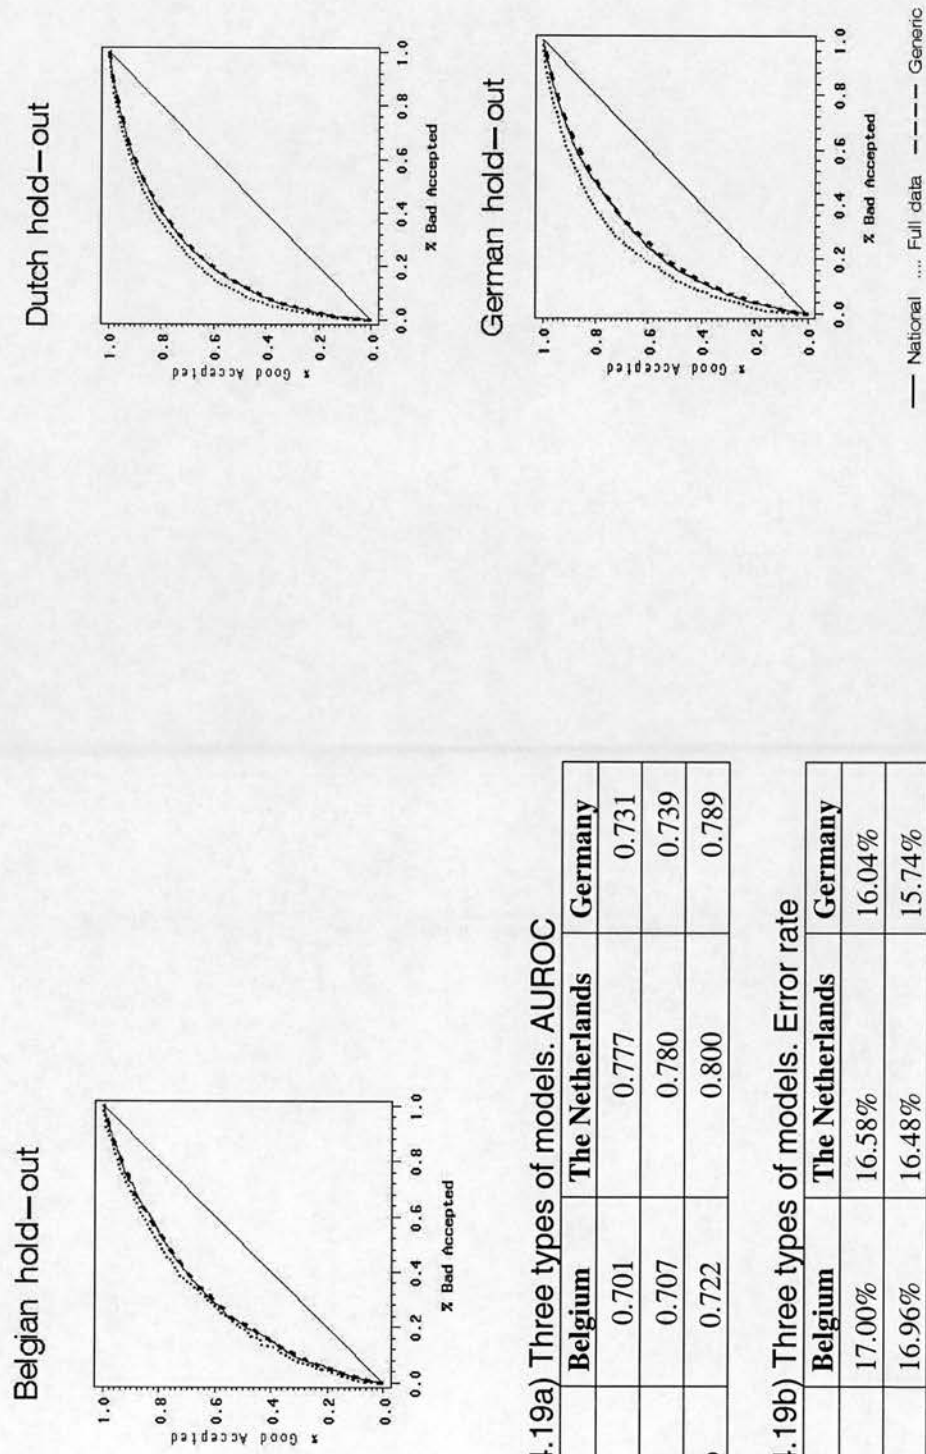 Belgian hold–out
% Good Accepted
1.0
0.8
0.6
0.4
0.2
0.0
0.0 0.2 0.4 0.6 0.8 1.0
% Bad Accepted
Dutch hold–out
% Good Accepted
1.0
0.8
0.6
0.4
0.2
0.0
0.0 0.2 0.4 0.6 0.8 1.0
% Bad Accepted
4.19a) Three types of models. AUROC
Belgium The Netherlands Germany
0.701 0.777 0.731
0.707 0.780 0.739
0.722 0.800 0.789
German hold–out
% Good Accepted
1.0
0.8
0.6
0.4
0.2
0.0
0.0 0.2 0.4 0.6 0.8 1.0
% Bad Accepted
— National .... Full data – – – – Generic
4.19b) Three types of models. Error rate
Belgium The Netherlands Germany
17.00% 16.58% 16.04%
16.96% 16.48% 15.74%